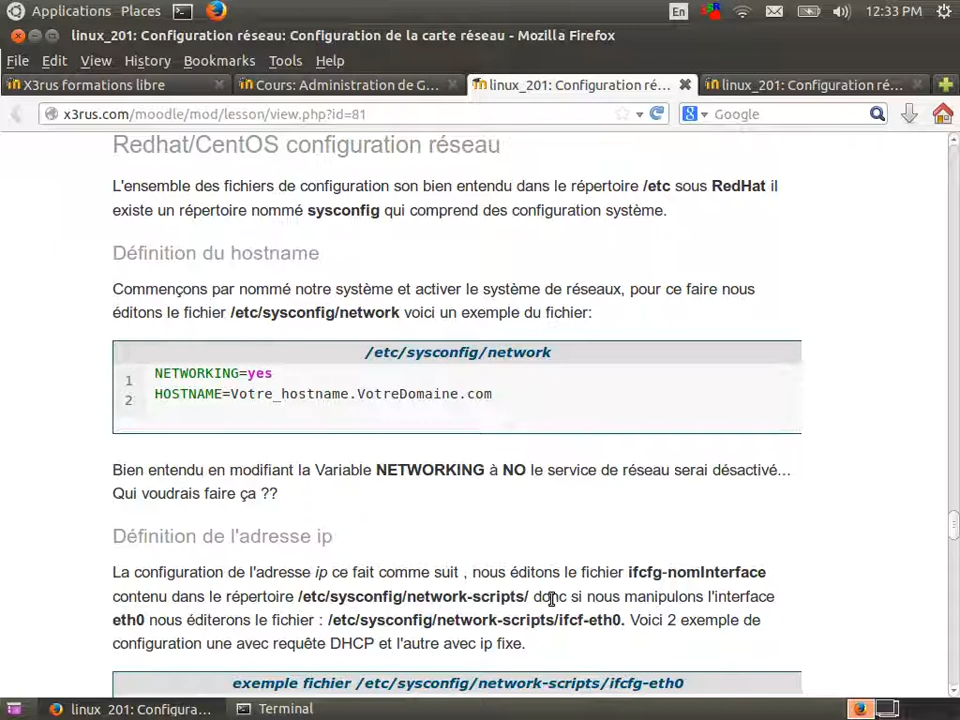 Applications Places En 12:33 PM
linux_201: Configuration réseau: Configuration de la carte réseau - Mozilla Firefox
File Edit View History Bookmarks Tools Help
X3rus formations libre Cours: Administration de G... linux_201: Configuration ré... linux_201: Configuration ré...
x3rus.com/moodle/mod/lesson/view.php?id=81 Google
Redhat/CentOS configuration réseau
L'ensemble des fichiers de configuration son bien entendu dans le répertoire /etc sous RedHat il
existe un répertoire nommé sysconfig qui comprend des configuration système.
Définition du hostname
Commençons par nommé notre système et activer le système de réseaux, pour ce faire nous
éditons le fichier /etc/sysconfig/network voici un exemple du fichier:
/etc/sysconfig/network
1 NETWORKING=yes
2 HOSTNAME=Votre_hostname.VotreDomaine.com
Bien entendu en modifiant la Variable NETWORKING à NO le service de réseau serai désactivé...
Qui voudrais faire ça ??
Définition de l'adresse ip
La configuration de l'adresse ip ce fait comme suit , nous éditons le fichier ifcfg-nomInterface
contenu dans le répertoire /etc/sysconfig/network-scripts/ donc si nous manipulons l'interface
eth0 nous éditerons le fichier : /etc/sysconfig/network-scripts/ifcf-eth0. Voici 2 exemple de
configuration une avec requête DHCP et l'autre avec ip fixe.
exemple fichier /etc/sysconfig/network-scripts/ifcfg-eth0
linux_201: Configura... Terminal